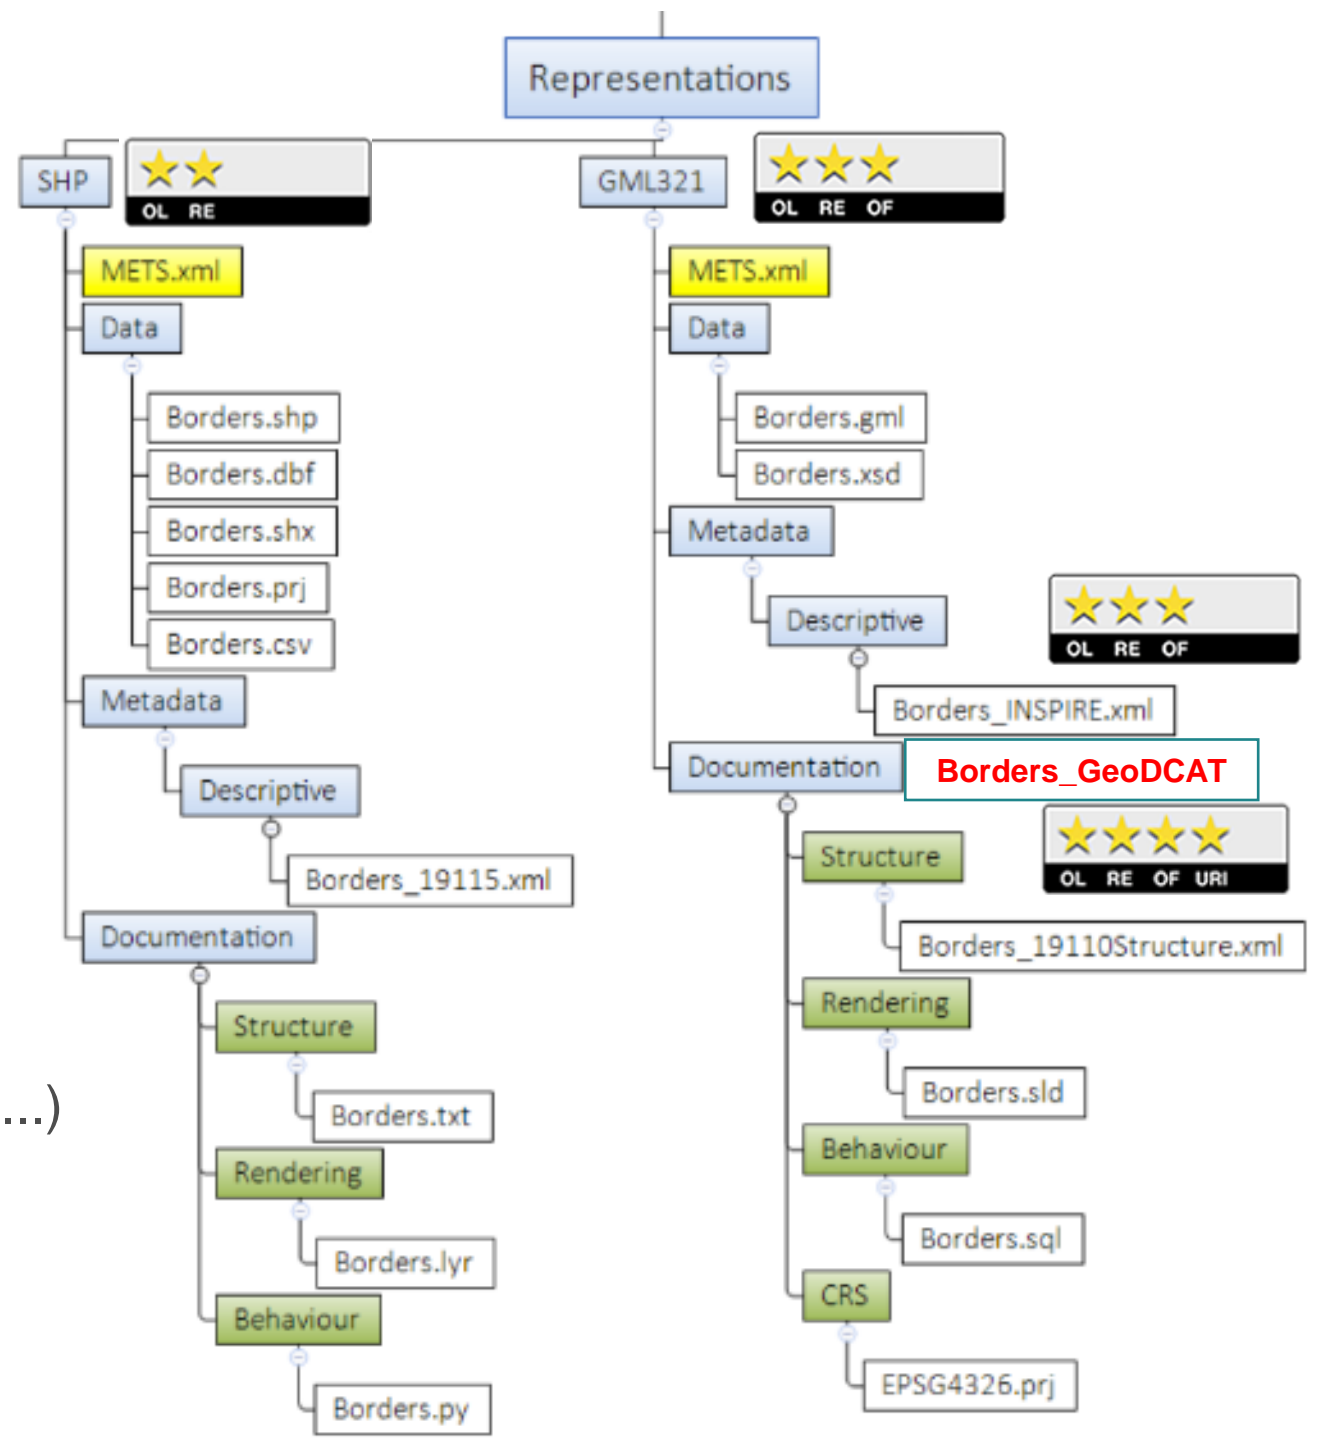 Representations
SHP
OL RE
METS.xml
Data
Borders.shp
Borders.dbf
Borders.shx
Borders.prj
Borders.csv
Metadata
Descriptive
Borders_19115.xml
Documentation
Structure
Borders.txt
Rendering
Borders.lyr
Behaviour
Borders.py
...)
GML321
OL RE OF
METS.xml
Data
Borders.gml
Borders.xsd
Metadata
Descriptive
OL RE OF
Borders_INSPIRE.xml
Documentation
Borders_GeoDCAT
OL RE OF URI
Structure
Borders_19110Structure.xml
Rendering
Borders.sld
Behaviour
Borders.sql
CRS
EPSG4326.prj